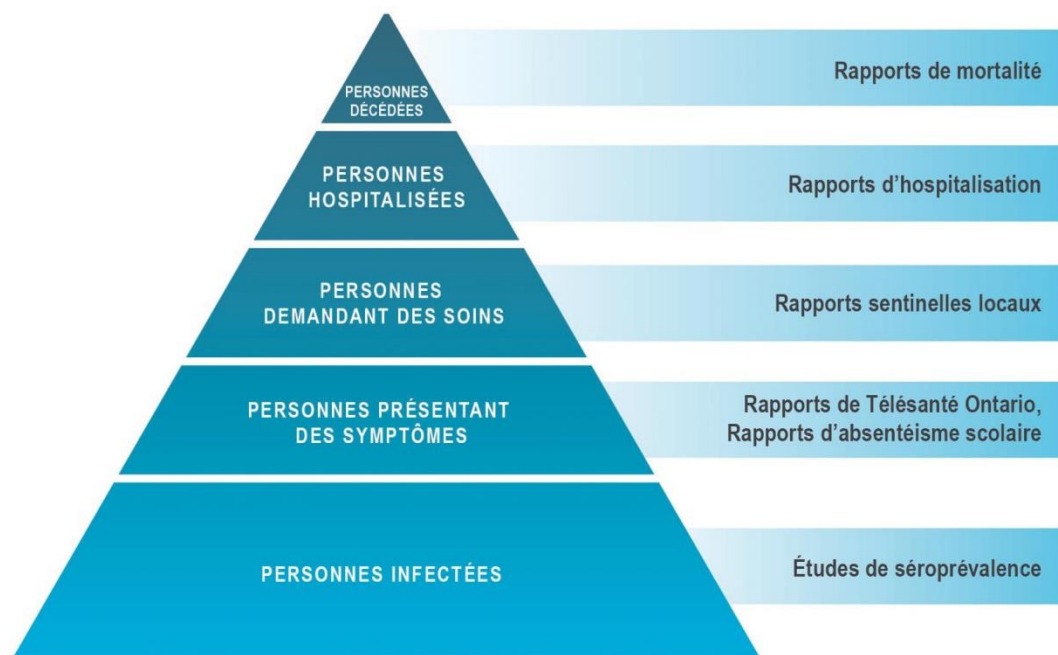 PERSONNES
DÉCÉDÉES
Rapports de mortalité
PERSONNES
HOSPITALISÉES
Rapports d’hospitalisation
PERSONNES
DEMANDANT DES SOINS
Rapports sentinelles locaux
PERSONNES PRÉSENTANT
DES SYMPTÔMES
Rapports de Télésanté Ontario,
Rapports d’absentéisme scolaire
PERSONNES INFECTÉES
Études de séroprévalence